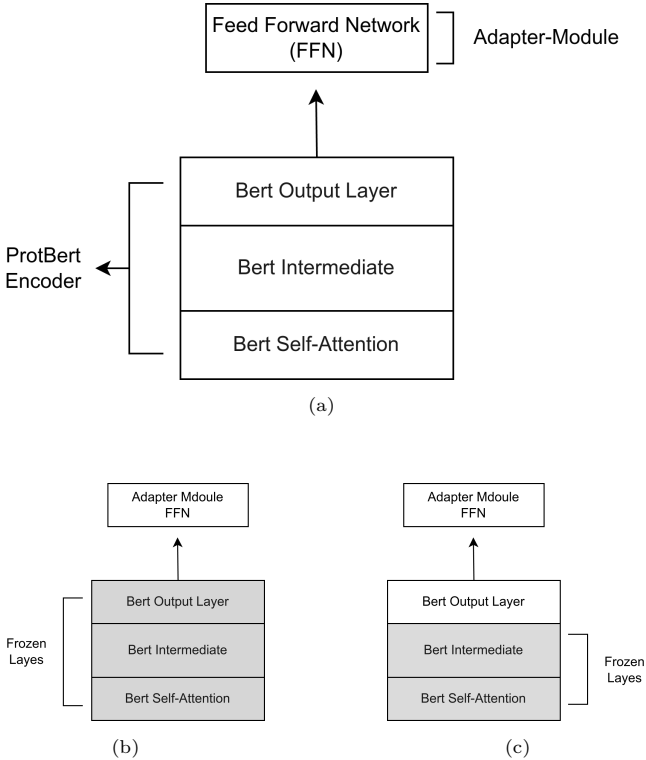 Feed Forward Network
(FFN)
Adapter-Module
Bert Output Layer
Bert Intermediate
Bert Self-Attention
ProtBert
Encoder
(a)
Adapter Mdoule
FFN
Bert Output Layer
Bert Intermediate
Bert Self-Attention
Frozen
Layes
(b)
Adapter Mdoule
FFN
Bert Output Layer
Bert Intermediate
Bert Self-Attention
Frozen
Layes
(c)